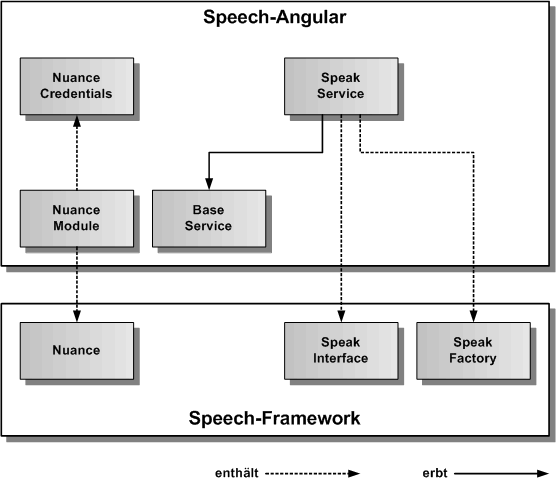 Speech-Angular
Nuance
Credentials
Speak
Service
Nuance
Module
Base
Service
Nuance
Speak
Interface
Speak
Factory
Speech-Framework
enthält
erbt